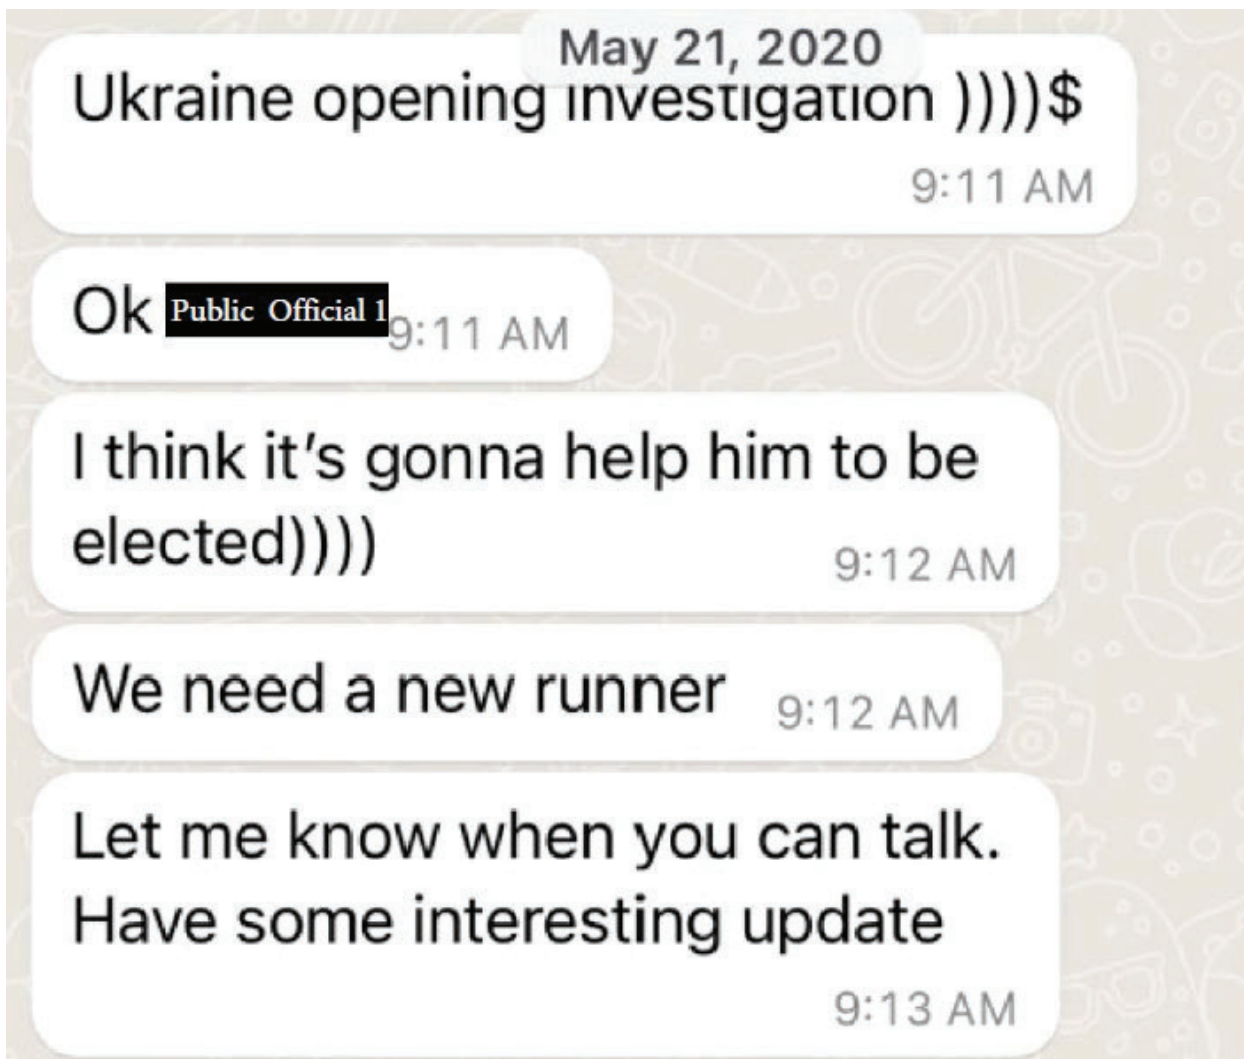 May 21, 2020
Ukraine opening investigation ))))$
9:11 AM
Ok Public Official 1 9:11 AM
I think it's gonna help him to be
elected))))
9:12 AM
We need a new runner 9:12 AM
Let me know when you can talk.
Have some interesting update
9:13 AM